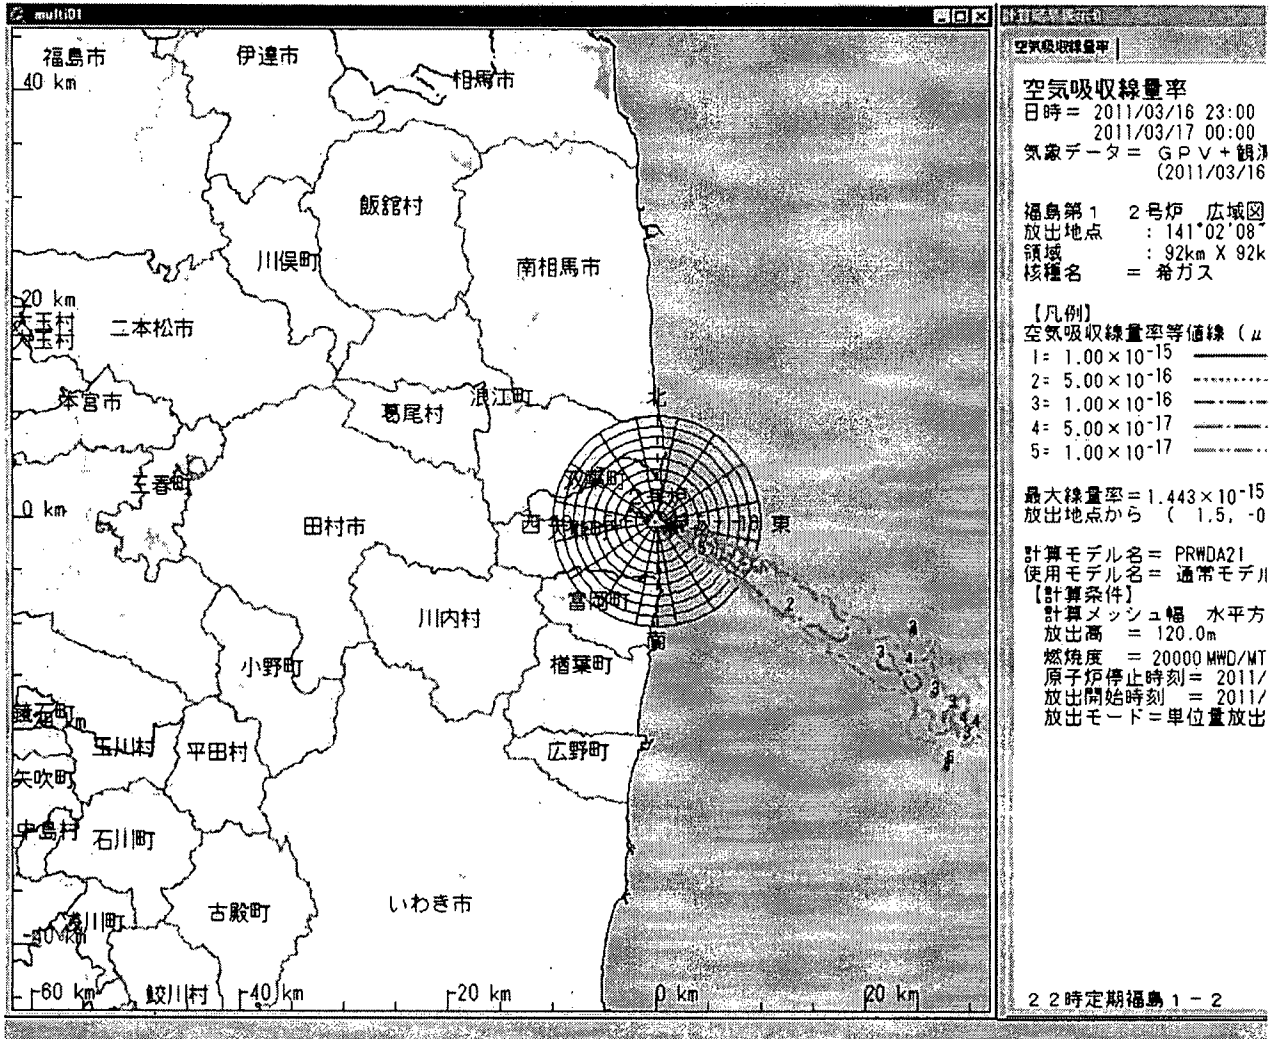 multi01
福島市
伊達市
相馬市
40 km
飯舘村
川俣町
南相馬市
20 km
大玉村
二本松市
本宮市
葛尾村
浪江町
北
三春町
双葉町
0 km
田村市
西
東
富岡町
川内村
南
小野町
楢葉町
鏡石町
玉川村
平田村
広野町
矢吹町
中島村
石川町
浅川町
古殿町
いわき市
-40 km
-60 km
鮫川村
-40 km
-20 km
0 km
20 km
空気吸収線量率
空気吸収線量率
日時= 2011/03/16 23:00
2011/03/17 00:00
気象データ= GPV+観測
(2011/03/16
福島第1 2号炉 広域図
放出地点 : 141°02'08"
領域 : 92km X 92k
核種名 = 希ガス
【凡例】
空気吸収線量率等値線 (μ
1= 1.00×10-15
2= 5.00×10-16
3= 1.00×10-16
4= 5.00×10-17
5= 1.00×10-17
最大線量率=1.443×10-15
放出地点から ( 1.5, -0
計算モデル名= PRWDA21
使用モデル名= 通常モデル
【計算条件】
計算メッシュ幅 水平方
放出高 = 120.0m
燃焼度 = 20000MWD/MT
原子炉停止時刻= 2011/
放出開始時刻 = 2011/
放出モード=単位量放出
22時定期福島1-2